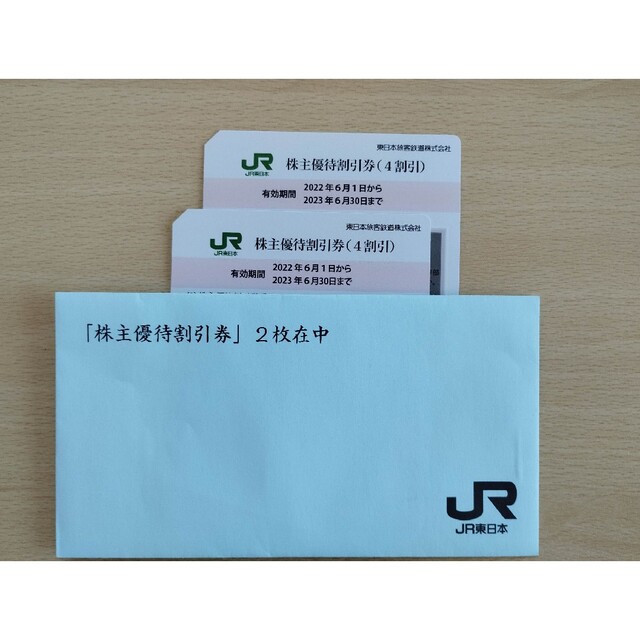 東日本旅客鉄道株式会社
JR
JR東日本
株主優待割引券(4割引)
有効期間
2022年6月1日から
2023年6月30日まで
東日本旅客鉄道株式会社
JR
JR東日本
株主優待割引券(4割引)
有効期間
2022年6月1日から
2023年6月30日まで
「株主優待割引券」2枚在中
JR
JR東日本